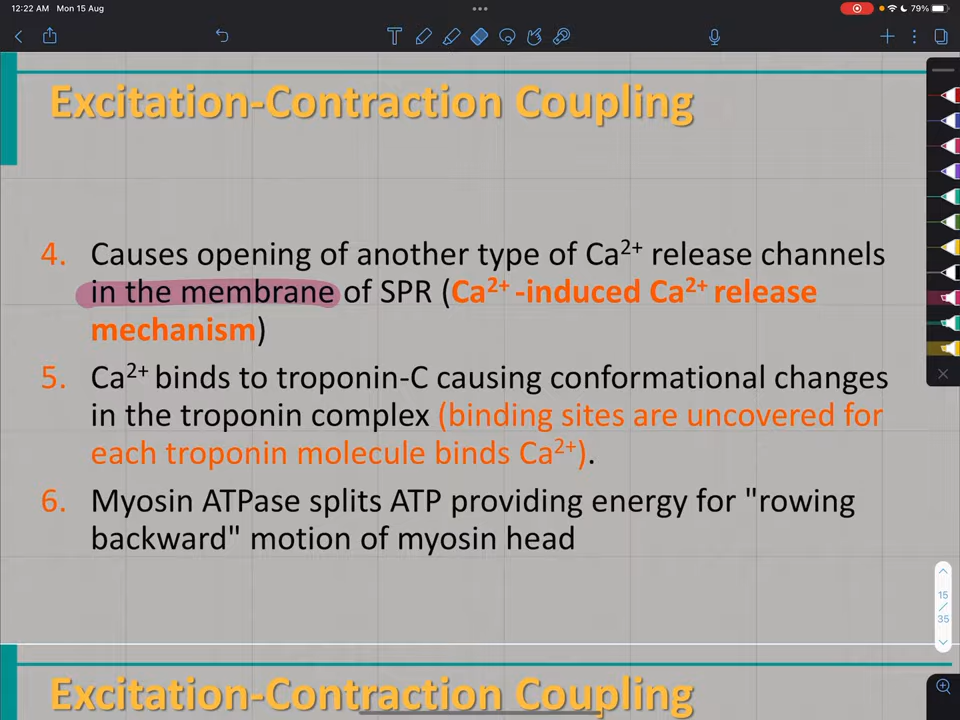 12:22 AM Mon 15 Aug
79%
Excitation-Contraction Coupling
4. Causes opening of another type of Ca²⁺ release channels
in the membrane of SPR (Ca²⁺ -induced Ca²⁺ release
mechanism)
5. Ca²⁺ binds to troponin-C causing conformational changes
in the troponin complex (binding sites are uncovered for
each troponin molecule binds Ca²⁺).
6. Myosin ATPase splits ATP providing energy for "rowing
backward" motion of myosin head
15
/
35
Excitation-Contraction Coupling